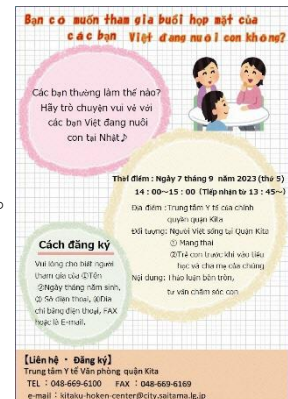 Bạn có muốn tham gia buổi họp mặt của
các bạn Việt đang nuôi con không?
Các bạn thường làm thế nào?
Hãy trò chuyện vui vẻ với
các bạn Việt đang nuôi
con tại Nhật♪
Thời điểm : Ngày 7 tháng 9 năm 2023 (thứ 5)
14：00～15：00（Tiếp nhận từ 13：45～）
Địa điểm : Trung tâm Y tế của chính
quyền quận Kita
Đối tượng: Người Việt sống tại Quận Kita
① Mang thai
②Trẻ con trước khi vào tiểu
học và cha mẹ của chúng
Nội dung : Thảo luận bàn tròn,
tư vấn chăm sóc con
Cách đăng ký
Vui lòng cho biết người
tham gia của ①Tên
②Ngày tháng năm sinh,
③ Số điện thoại, ④Địa
chỉ bằng điện thoại, FAX
hoặc là E-mail.
【Liên hệ ・ Đăng ký】
Trung tâm Y tế Văn phòng quận Kita
TEL：048-669-6100 FAX：048-669-6169
e-mail：kitaku-hoken-center@city.saitama.lg.jp